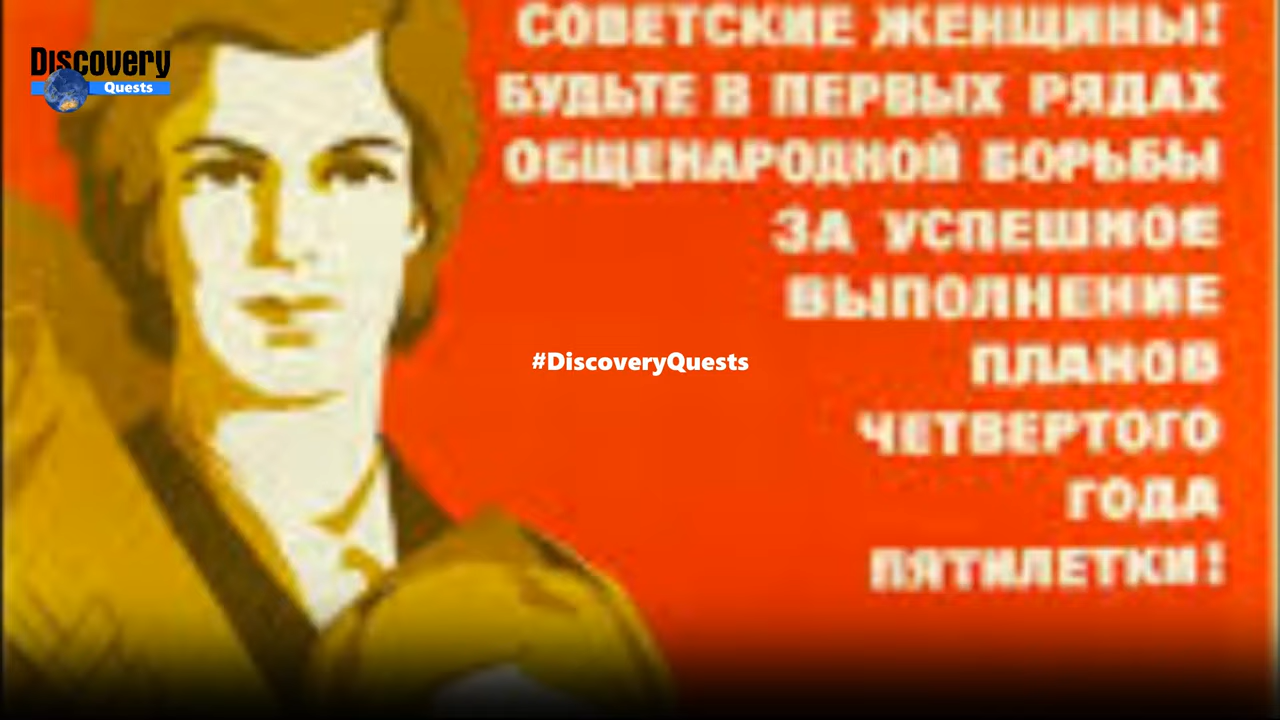 Discovery
Quests
СОВЕТСКИЕ ЖЕНЩИНЫ!
БУДЬТЕ В ПЕРВЫХ РЯДАХ
ОБЩЕНАРОДНОЙ БОРЬБЫ
ЗА УСПЕШНОЕ
ВЫПОЛНЕНИЕ
ПЛАНОВ
ЧЕТВЕРТОГО
ГОДА
ПЯТИЛЕТКИ!
#DiscoveryQuests